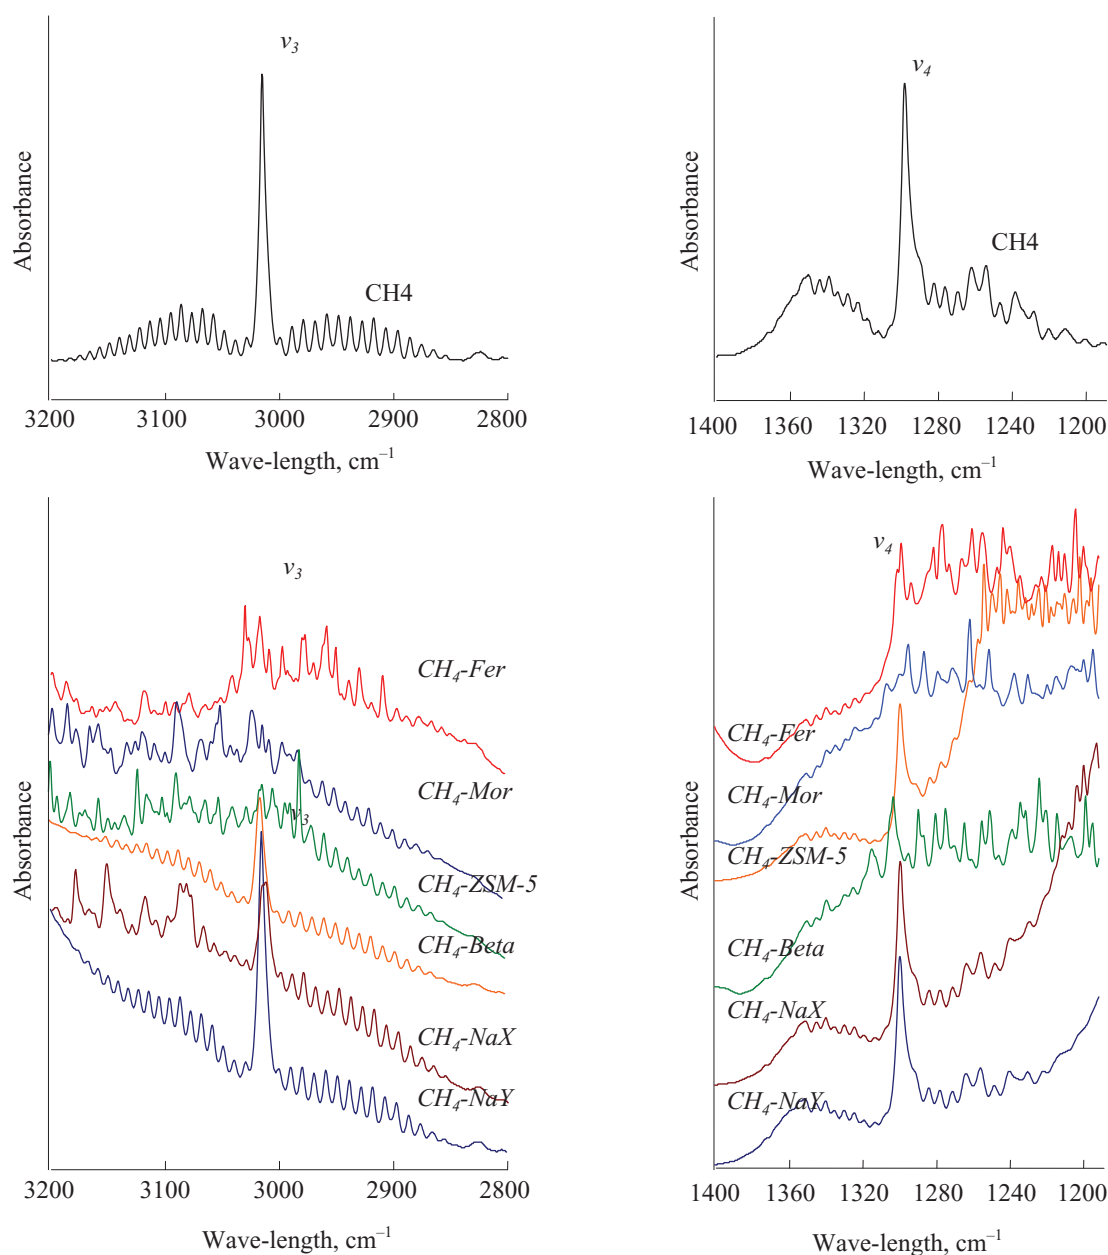 v₃
Absorbance
CH4
3200 3100 3000 2900 2800
Wave-length, cm⁻¹
v₄
Absorbance
CH4
1400 1360 1320 1280 1240 1200
Wave-length, cm⁻¹
v₃
Absorbance
CH₄-Fer
CH₄-Mor
v₃
CH₄-ZSM-5
CH₄-Beta
CH₄-NaX
CH₄-NaY
3200 3100 3000 2900 2800
Wave-length, cm⁻¹
v₄
Absorbance
CH₄-Fer
CH₄-Mor
CH₄-ZSM-5
CH₄-Beta
CH₄-NaX
CH₄-NaY
1400 1360 1320 1280 1240 1200
Wave-length, cm⁻¹